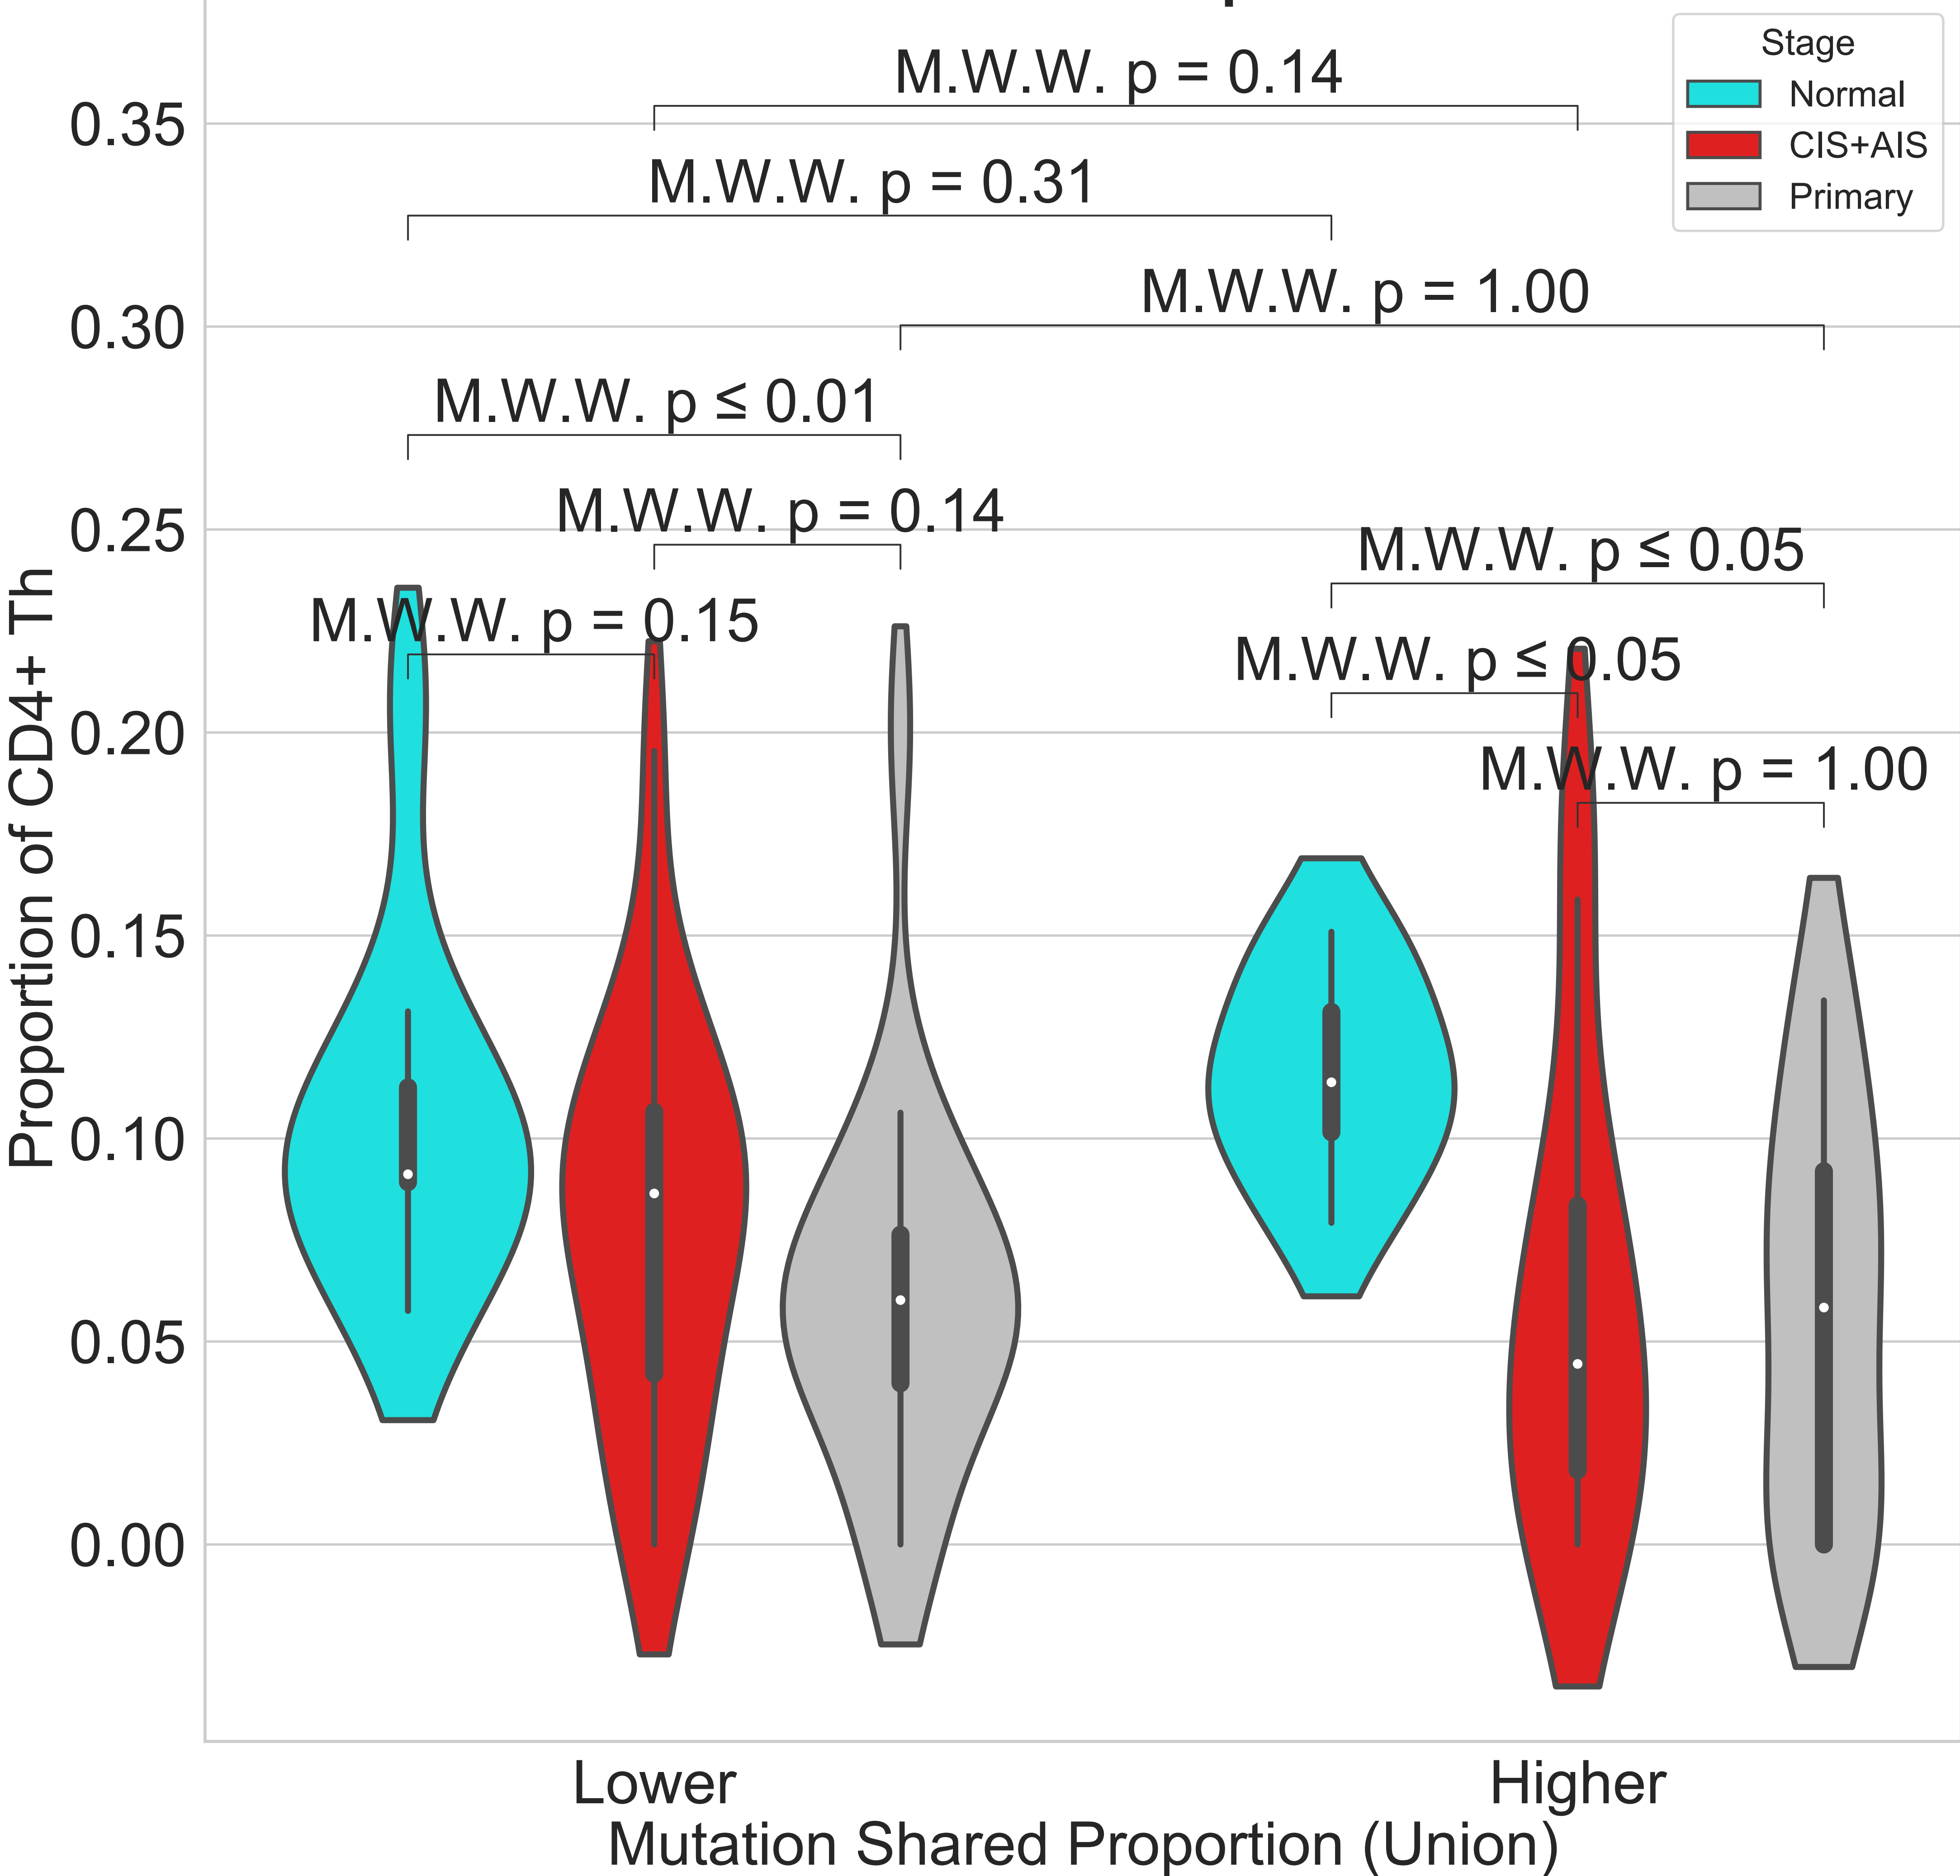 Stage
Normal
CIS+AIS
Primary
M.W.W. p = 0.14
M.W.W. p = 0.31
M.W.W. p = 1.00
M.W.W. p ≤ 0.01
M.W.W. p = 0.14
M.W.W. p ≤ 0.05
M.W.W. p = 0.15
M.W.W. p ≤ 0.05
M.W.W. p = 1.00
0.35
0.30
0.25
0.20
0.15
0.10
0.05
0.00
Proportion of CD4+ Th
Lower
Higher
Mutation Shared Proportion (Union)